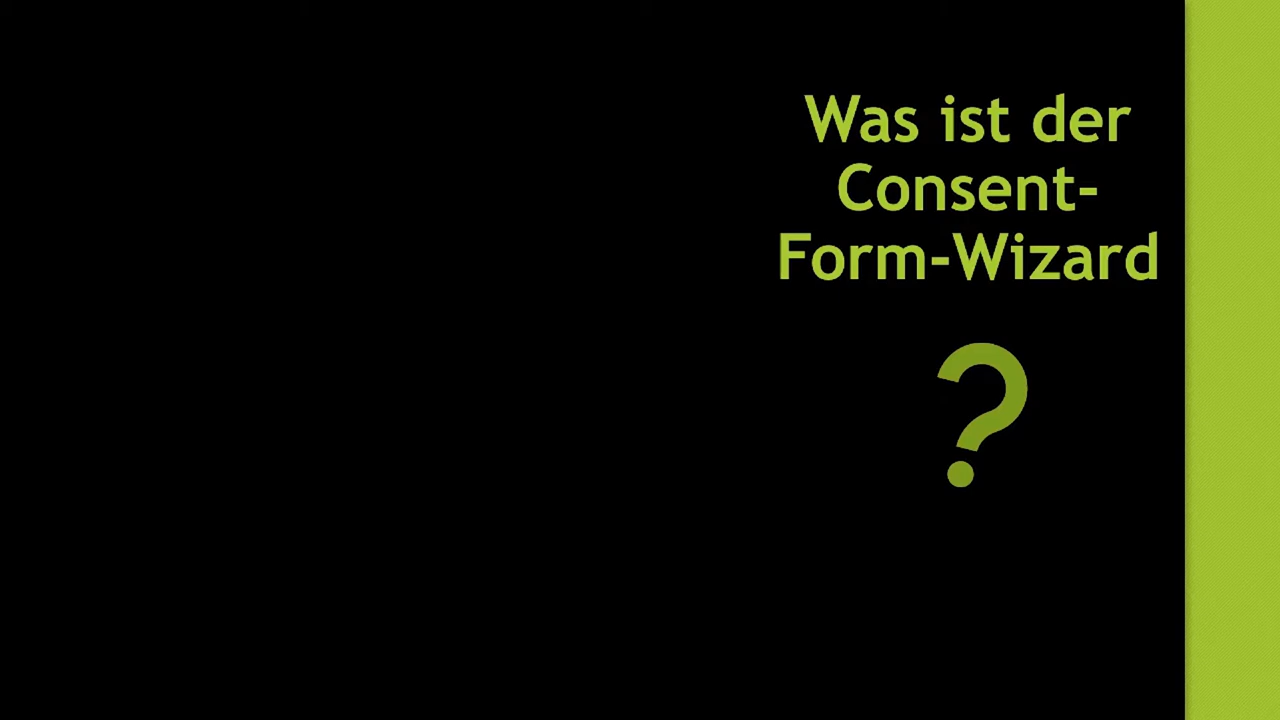 Was ist der
Consent-
Form-Wizard
?